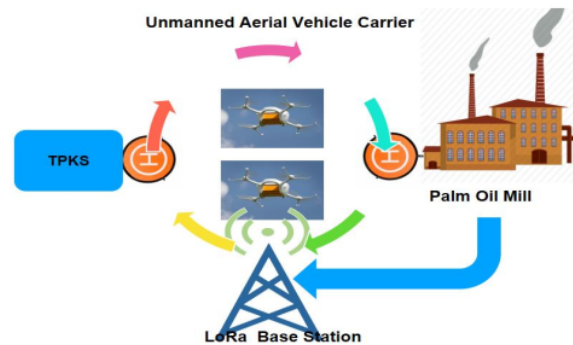 Unmanned Aerial Vehicle Carrier
TPKS
H
H
Palm Oil Mill
LoRa Base Station